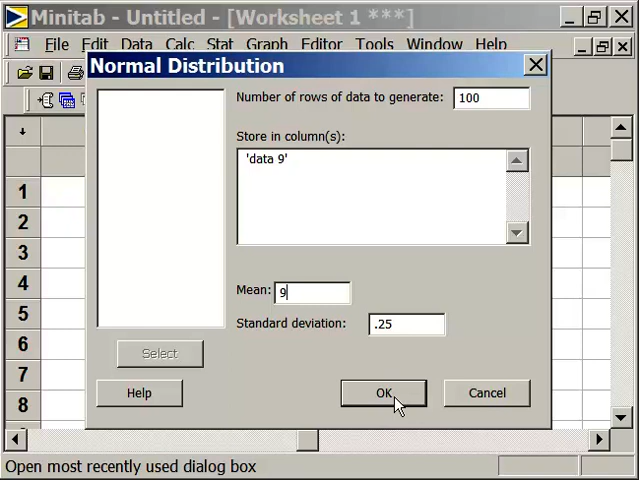 Minitab - Untitled - [Worksheet 1 ***]
File Edit Data Calc Stat Graph Editor Tools Window Help
Normal Distribution
Number of rows of data to generate: 100
Store in column(s):
'data 9'
Mean: 9
Standard deviation: .25
Select
Help OK Cancel
1
2
3
4
5
6
7
8
Open most recently used dialog box